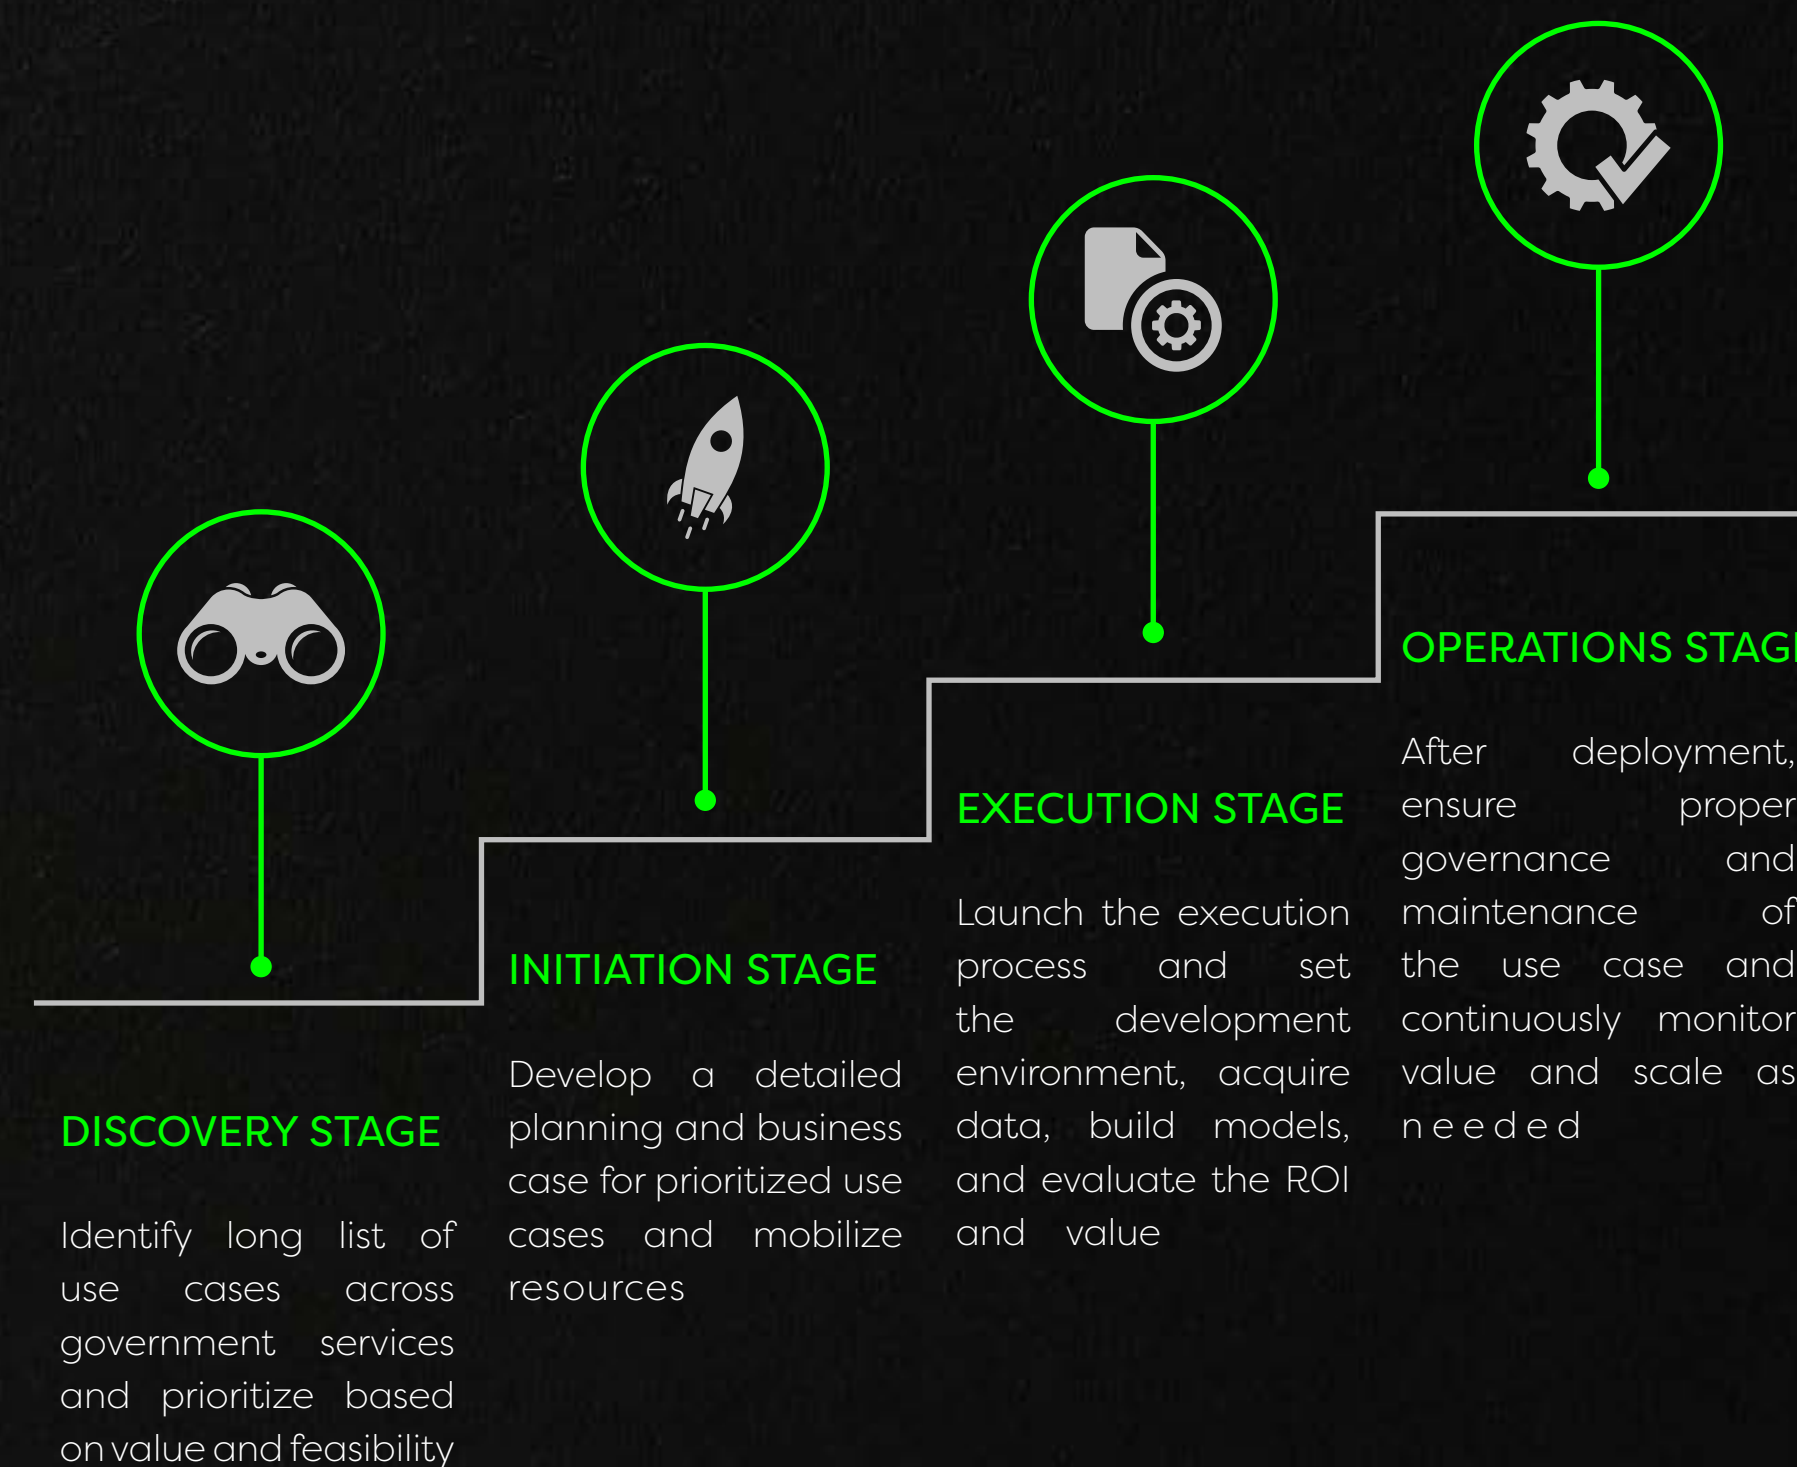 DISCOVERY STAGE
Identify long list of
use cases across
government services
and prioritize based
on value and feasibility
INITIATION STAGE
Develop a detailed
planning and business
case for prioritized use
cases and mobilize
resources
EXECUTION STAGE
Launch the execution
process and set
the development
environment, acquire
data, build models,
and evaluate the ROI
and value
OPERATIONS STAGE
After deployment,
ensure proper
governance and
maintenance of
the use case and
continuously monitor
value and scale as
needed